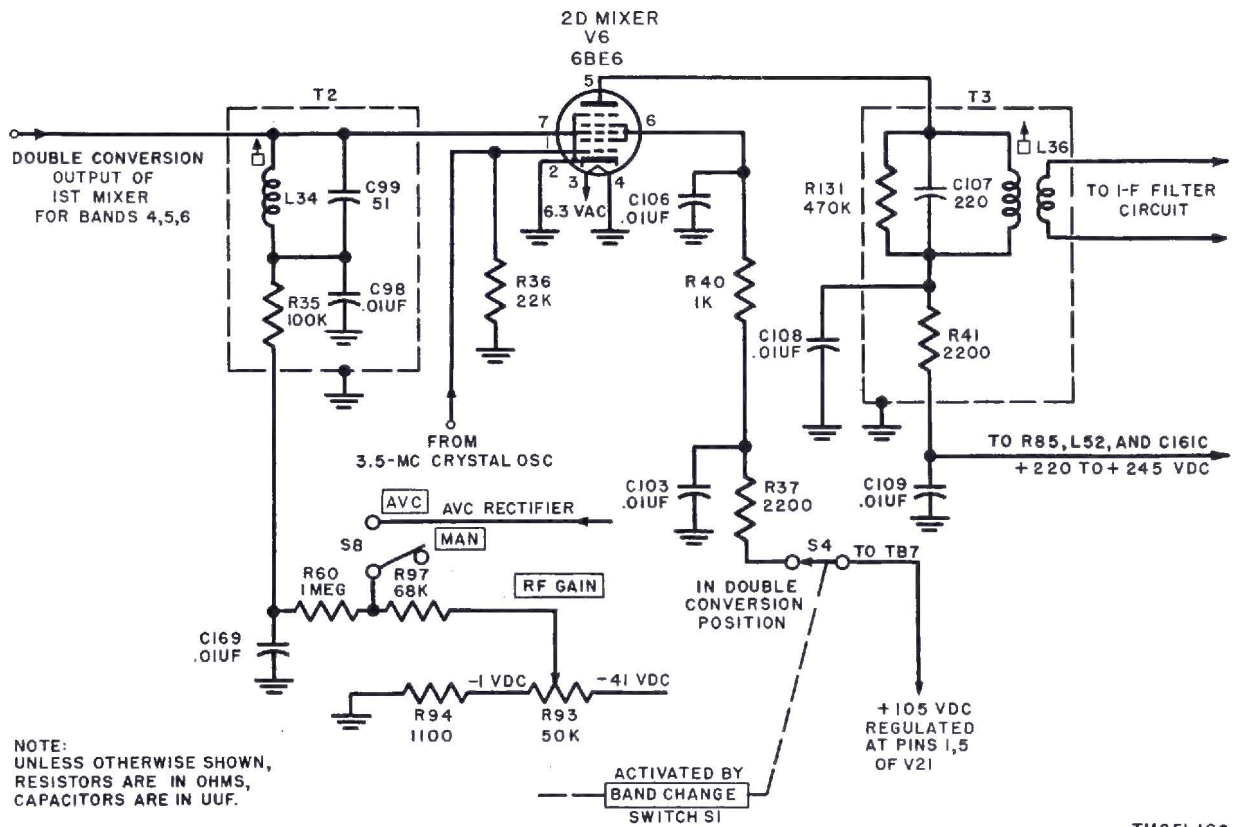 2D MIXER
V6
6BE6
5
T2
T3
7
6
1
2
3
4
6.3 VAC
DOUBLE CONVERSION
OUTPUT OF
1ST MIXER
FOR BANDS 4,5,6
L34
C99
51
C106
.01UF
R131
470K
C107
220
L36
TO I-F FILTER
CIRCUIT
R35
100K
C98
.01UF
R36
22K
R40
1K
C108
.01UF
R41
2200
FROM
3.5-MC CRYSTAL OSC
TO R85, L52, AND C161C
+220 TO +245 VDC
C103
.01UF
R37
2200
C109
.01UF
AVC
AVC RECTIFIER
S8
MAN
S4
TO TB7
R60
1MEG
R97
68K
RF GAIN
IN DOUBLE
CONVERSION
POSITION
C169
.01UF
-1 VDC
-41 VDC
R94
1100
R93
50K
+105 VDC
REGULATED
AT PINS 1,5
OF V21
NOTE:
UNLESS OTHERWISE SHOWN,
RESISTORS ARE IN OHMS,
CAPACITORS ARE IN UUF.
ACTIVATED BY
BAND CHANGE
SWITCH S1